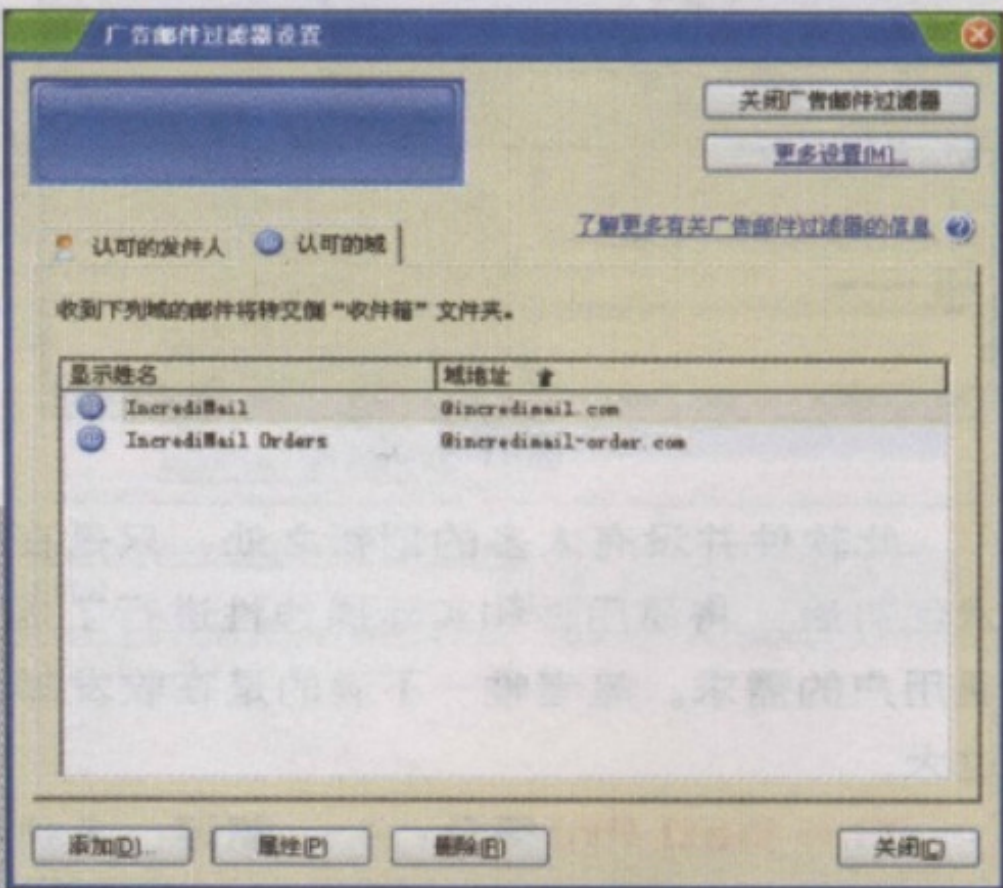 广告邮件过滤器设置
关闭广告邮件过滤器
更多设置(M)...
了解更多有关广告邮件过滤器的信息
认可的发件人
认可的域
收到下列域的邮件将转交侧“收件箱”文件夹。
显示姓名 域地址
IncrediMail @incredimail.com
IncrediMail Orders @incredimail-order.com
添加(D)... 属性(P) 删除(R) 关闭(C)